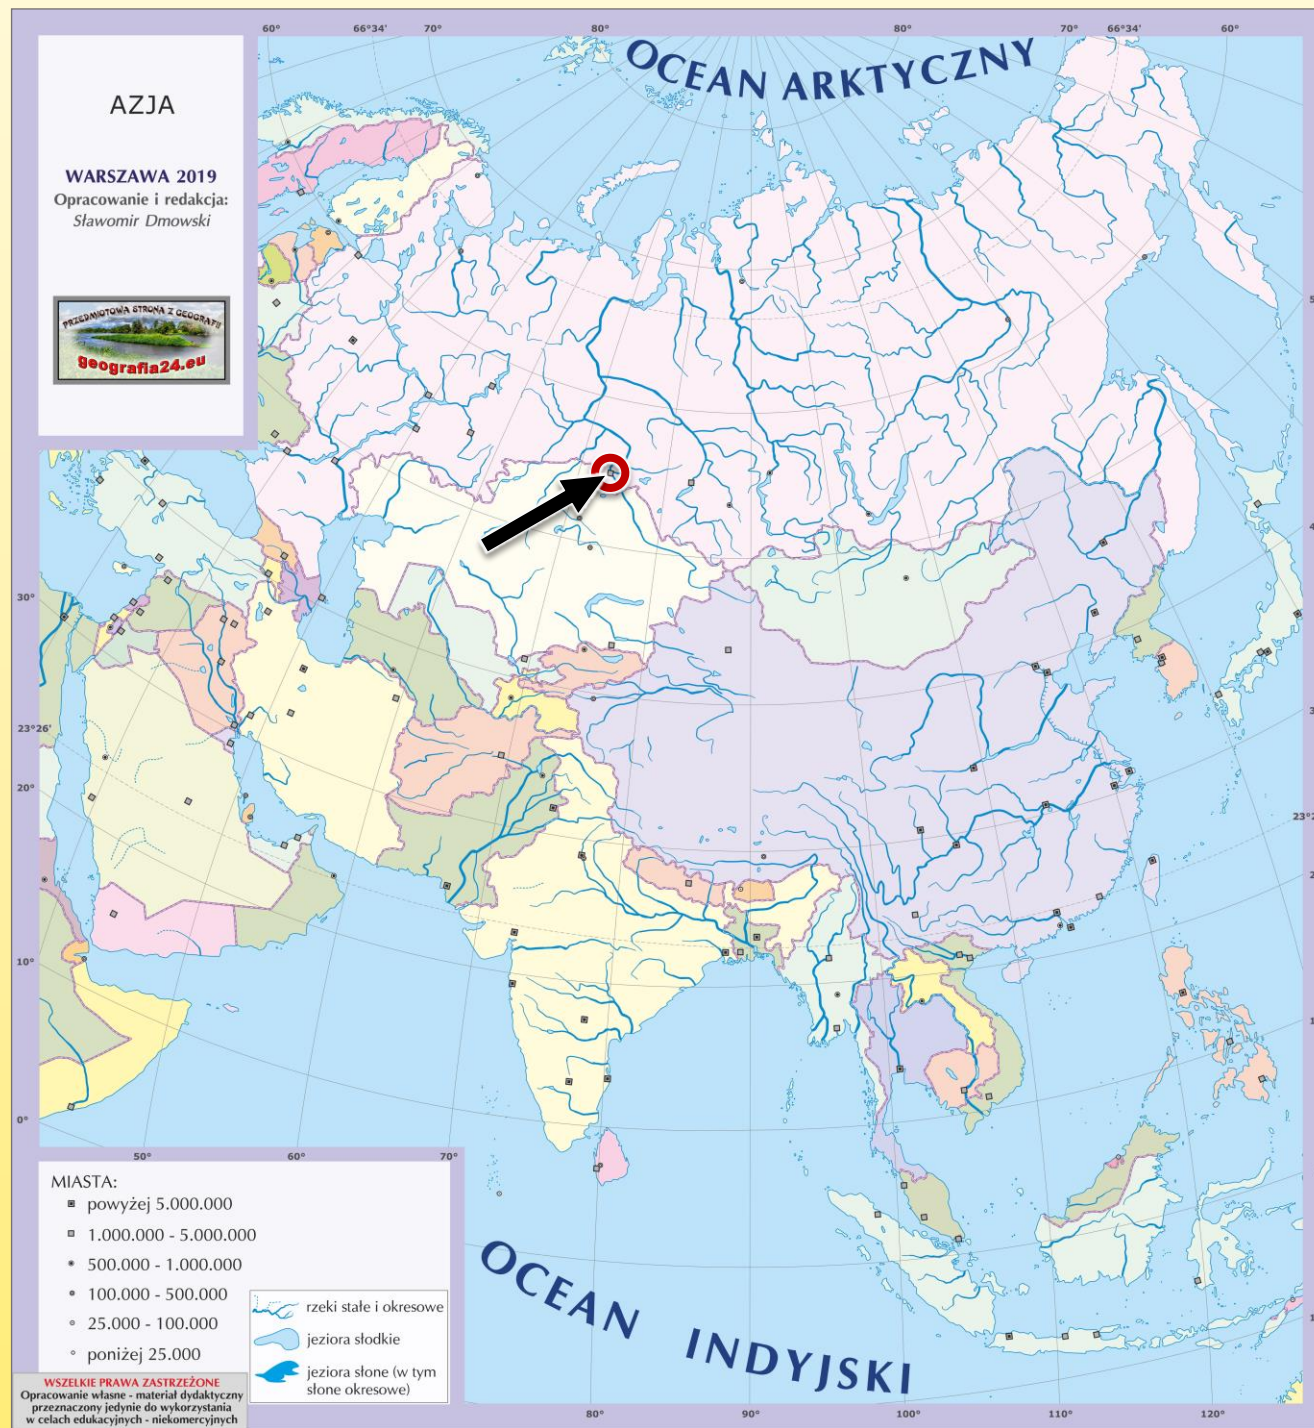 60°
66°34'
70°
80°
80°
70°
66°34'
60°
OCEAN ARKTYCZNY
AZJA
WARSZAWA 2019
Opracowanie i redakcja:
Sławomir Dmowski
PRZEDMIOTOWA STRONA Z GEOGRAFII
geografia24.eu
30°
23°26'
20°
10°
0°
50°
60°
70°
MIASTA:
powyżej 5.000.000
1.000.000 - 5.000.000
500.000 - 1.000.000
100.000 - 500.000
25.000 - 100.000
poniżej 25.000
rzeki stałe i okresowe
jeziora słodkie
jeziora słone (w tym
słone okresowe)
OCEAN INDYJSKI
WSZELKIE PRAWA ZASTRZEŻONE
Opracowanie własne - materiał dydaktyczny
przeznaczony jedynie do wykorzystania
w celach edukacyjnych - niekomercyjnych
80°
90°
100°
110°
120°